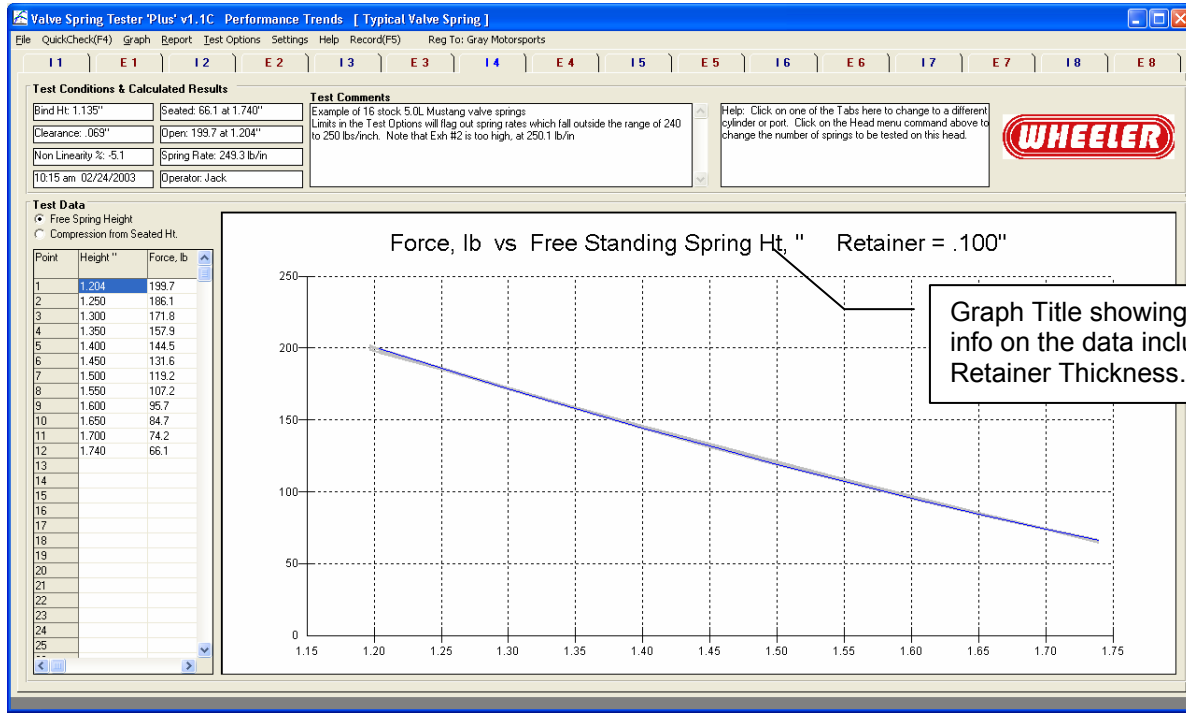 Valve Spring Tester 'Plus' v1.1C Performance Trends [ Typical Valve Spring ]
File QuickCheck(F4) Graph Report Test Options Settings Help Record(F5) Reg To: Gray Motorsports
I 1 E 1 I 2 E 2 I 3 E 3 I 4 E 4 I 5 E 5 I 6 E 6 I 7 E 7 I 8 E 8
Test Conditions & Calculated Results
Bind Ht: 1.135" Seated: 66.1 at 1.740"
Clearance: .069" Open: 199.7 at 1.204"
Non Linearity %: -5.1 Spring Rate: 249.3 lb/in
10:15 am 02/24/2003 Operator: Jack
Test Comments
Example of 16 stock 5.0L Mustang valve springs
Limits in the Test Options will flag out spring rates which fall outside the range of 240
to 250 lbs/inch. Note that Exh #2 is too high, at 250.1 lb/in
Help: Click on one of the Tabs here to change to a different
cylinder or port. Click on the Head menu command above to
change the number of springs to be tested on this head.
WHEELER
Test Data
Free Spring Height
Compression from Seated Ht.
Point Height " Force, lb
1 1.204 199.7
2 1.250 186.1
3 1.300 171.8
4 1.350 157.9
5 1.400 144.5
6 1.450 131.6
7 1.500 119.2
8 1.550 107.2
9 1.600 95.7
10 1.650 84.7
11 1.700 74.2
12 1.740 66.1
13
14
15
16
17
18
19
20
21
22
23
24
25
Force, lb vs Free Standing Spring Ht, " Retainer = .100"
250
200
150
100
50
0
1.15 1.20 1.25 1.30 1.35 1.40 1.45 1.50 1.55 1.60 1.65 1.70 1.75
Graph Title showing
info on the data inclu
Retainer Thickness.